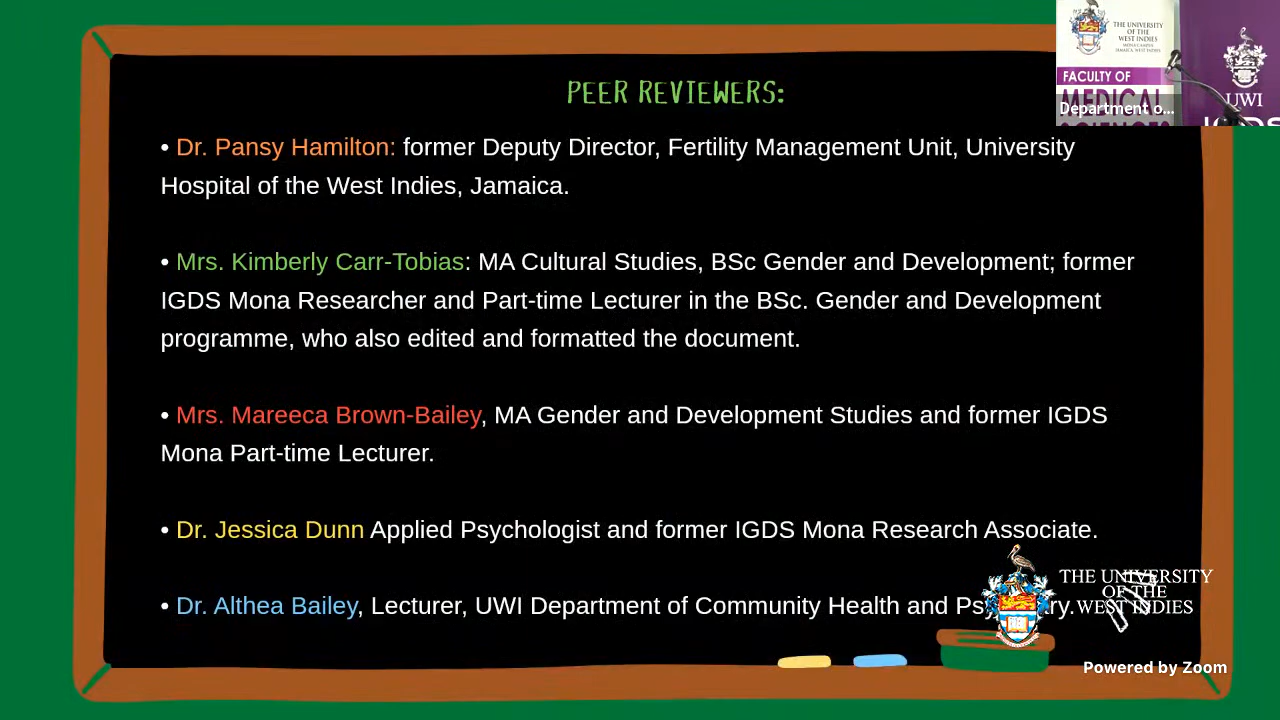 PEER REVIEWERS:
• Dr. Pansy Hamilton: former Deputy Director, Fertility Management Unit, University
Hospital of the West Indies, Jamaica.
• Mrs. Kimberly Carr-Tobias: MA Cultural Studies, BSc Gender and Development; former
IGDS Mona Researcher and Part-time Lecturer in the BSc. Gender and Development
programme, who also edited and formatted the document.
• Mrs. Mareeca Brown-Bailey, MA Gender and Development Studies and former IGDS
Mona Part-time Lecturer.
• Dr. Jessica Dunn Applied Psychologist and former IGDS Mona Research Associate.
• Dr. Althea Bailey, Lecturer, UWI Department of Community Health and
THE UNIVERSITY
OF THE
WEST INDIES
Powered by Zoom
THE UNIVERSITY
OF THE
WEST INDIES
FACULTY OF
MEDICAL
Department o...
UWI